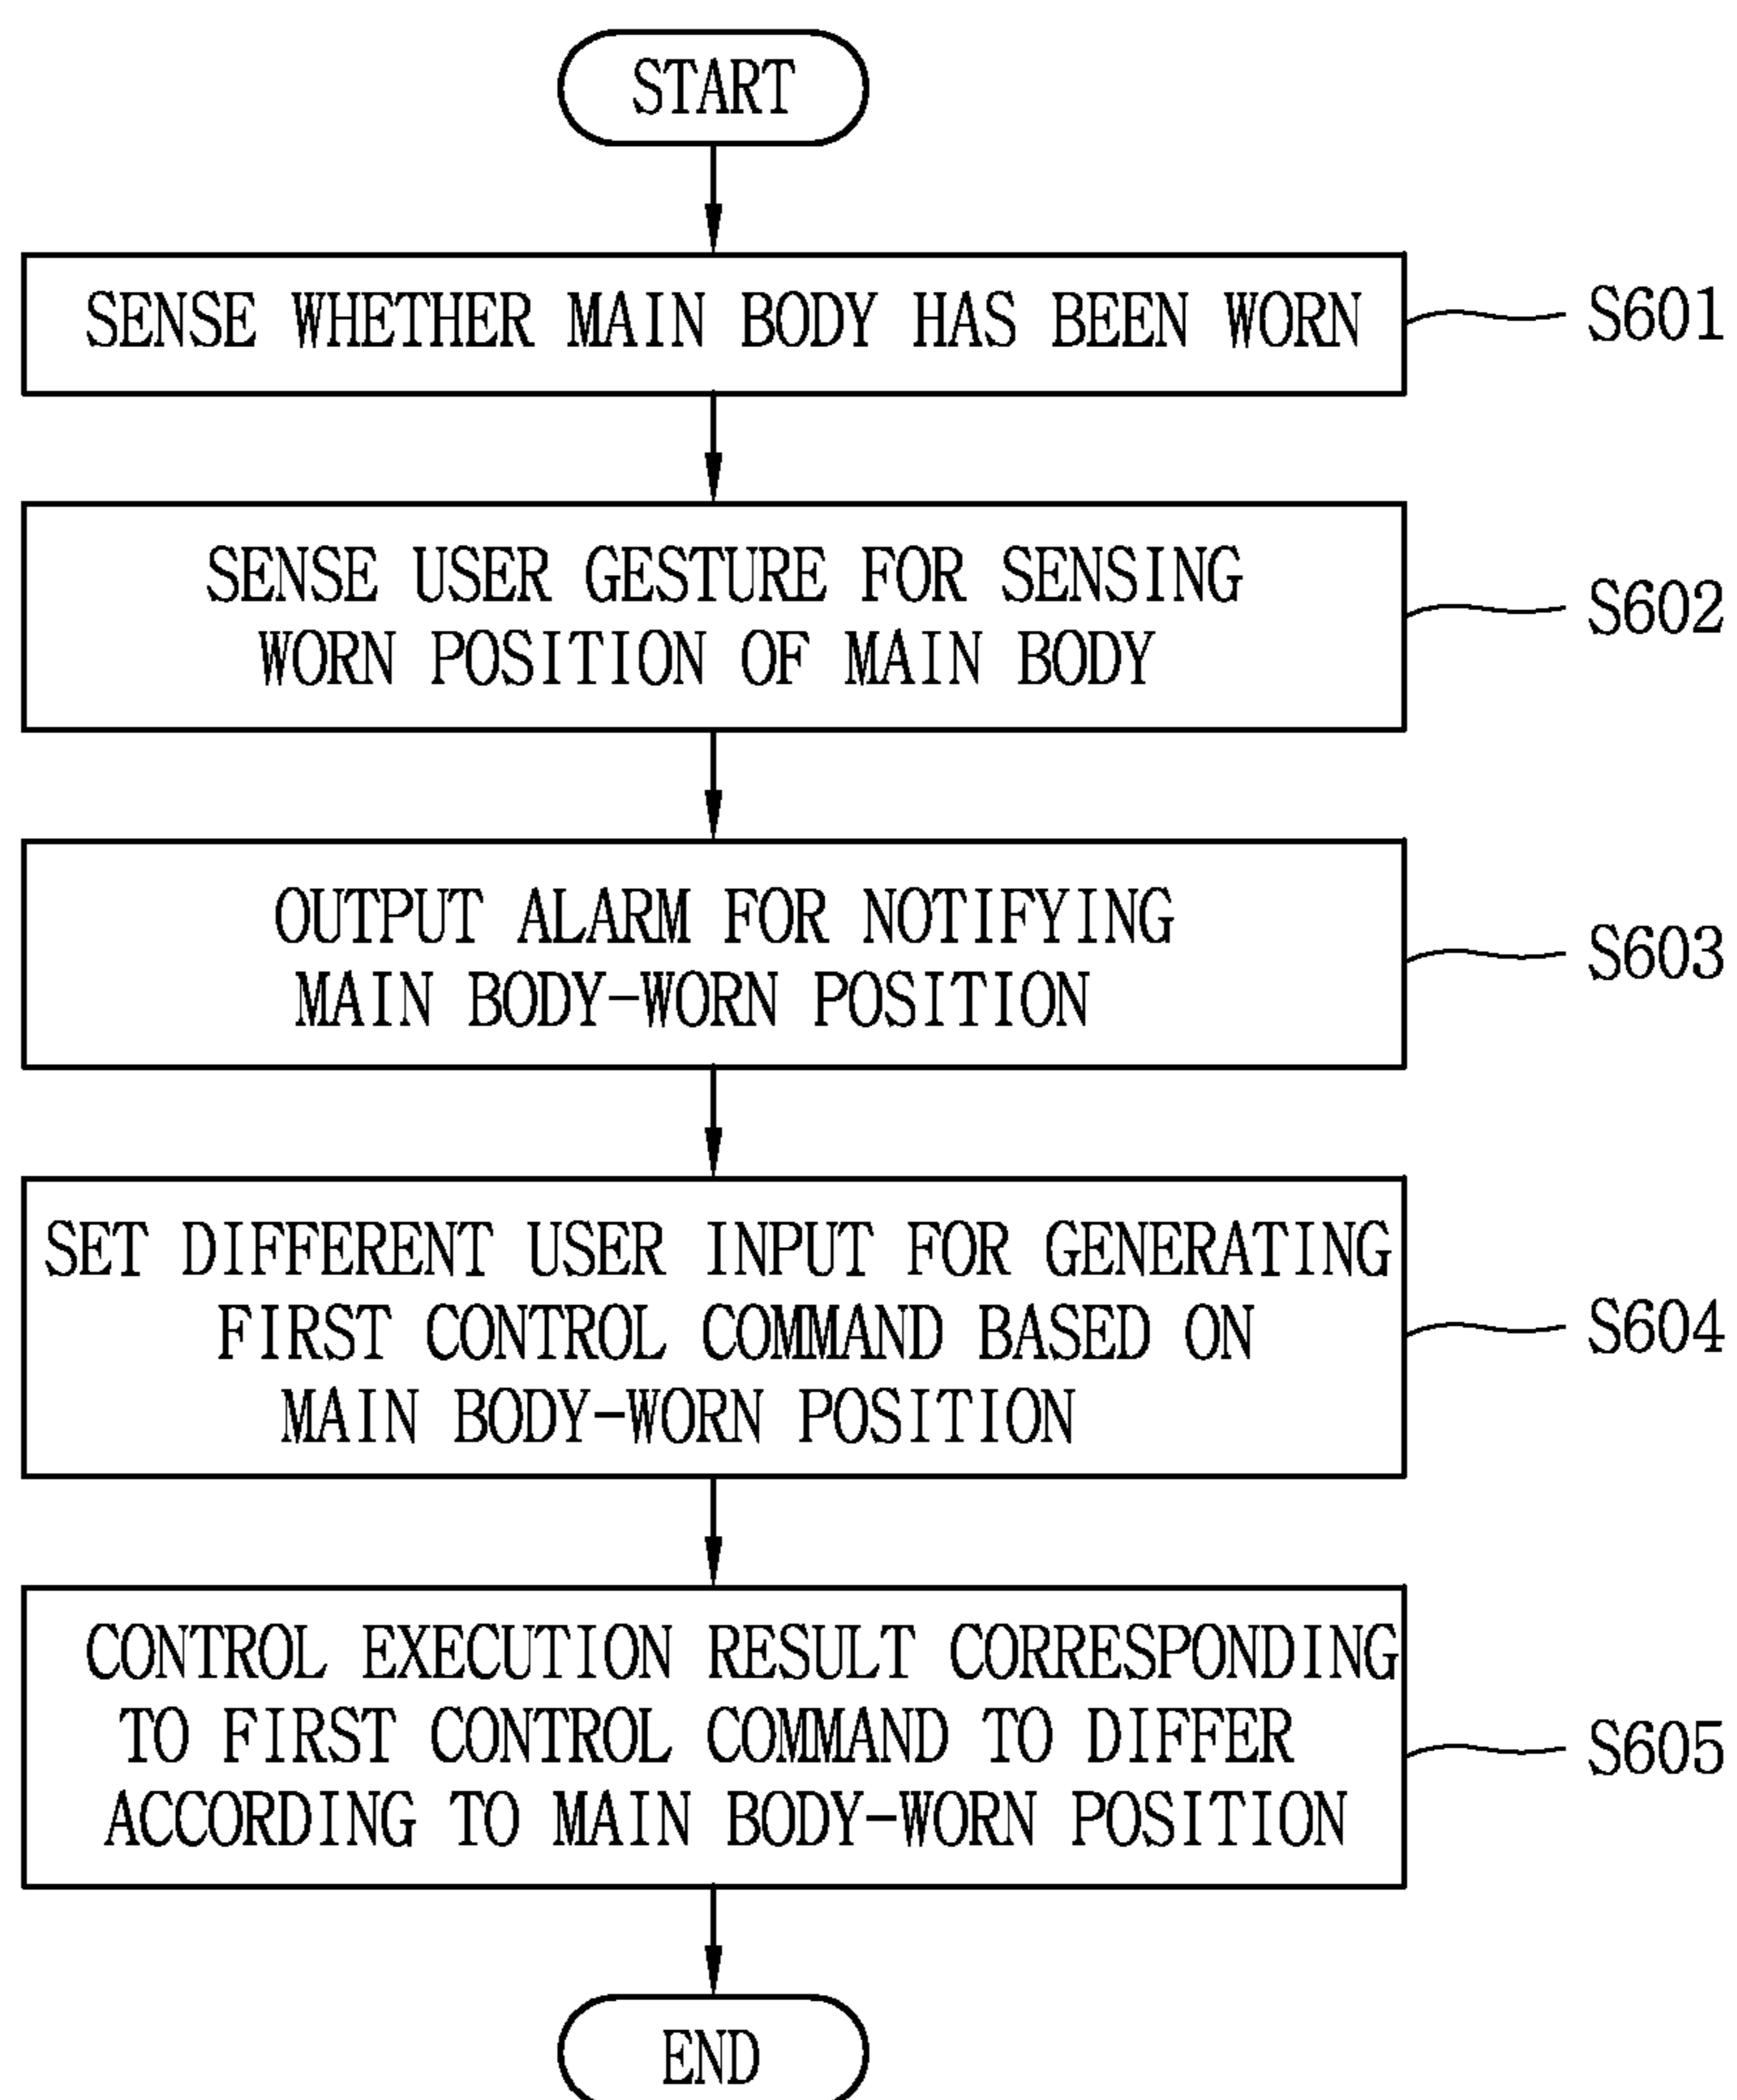 START
SENSE WHETHER MAIN BODY HAS BEEN WORN
S601
SENSE USER GESTURE FOR SENSING
WORN POSITION OF MAIN BODY
S602
OUTPUT ALARM FOR NOTIFYING
MAIN BODY-WORN POSITION
S603
SET DIFFERENT USER INPUT FOR GENERATING
FIRST CONTROL COMMAND BASED ON
MAIN BODY-WORN POSITION
S604
CONTROL EXECUTION RESULT CORRESPONDING
TO FIRST CONTROL COMMAND TO DIFFER
ACCORDING TO MAIN BODY-WORN POSITION
S605
END